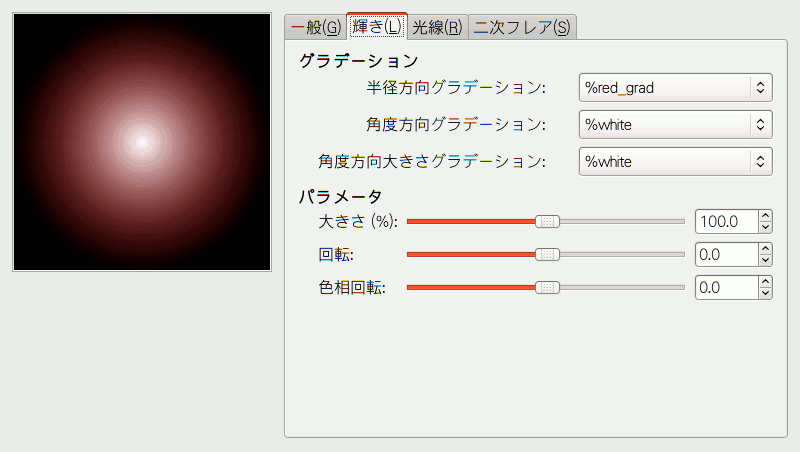 一般(G) 輝き(L) 光線(R) 二次フレア(S)
グラデーション
半径方向グラデーション: %red_grad
角度方向グラデーション: %white
角度方向大きさグラデーション: %white
パラメータ
大きさ (%): 100.0
回転: 0.0
色相回転: 0.0